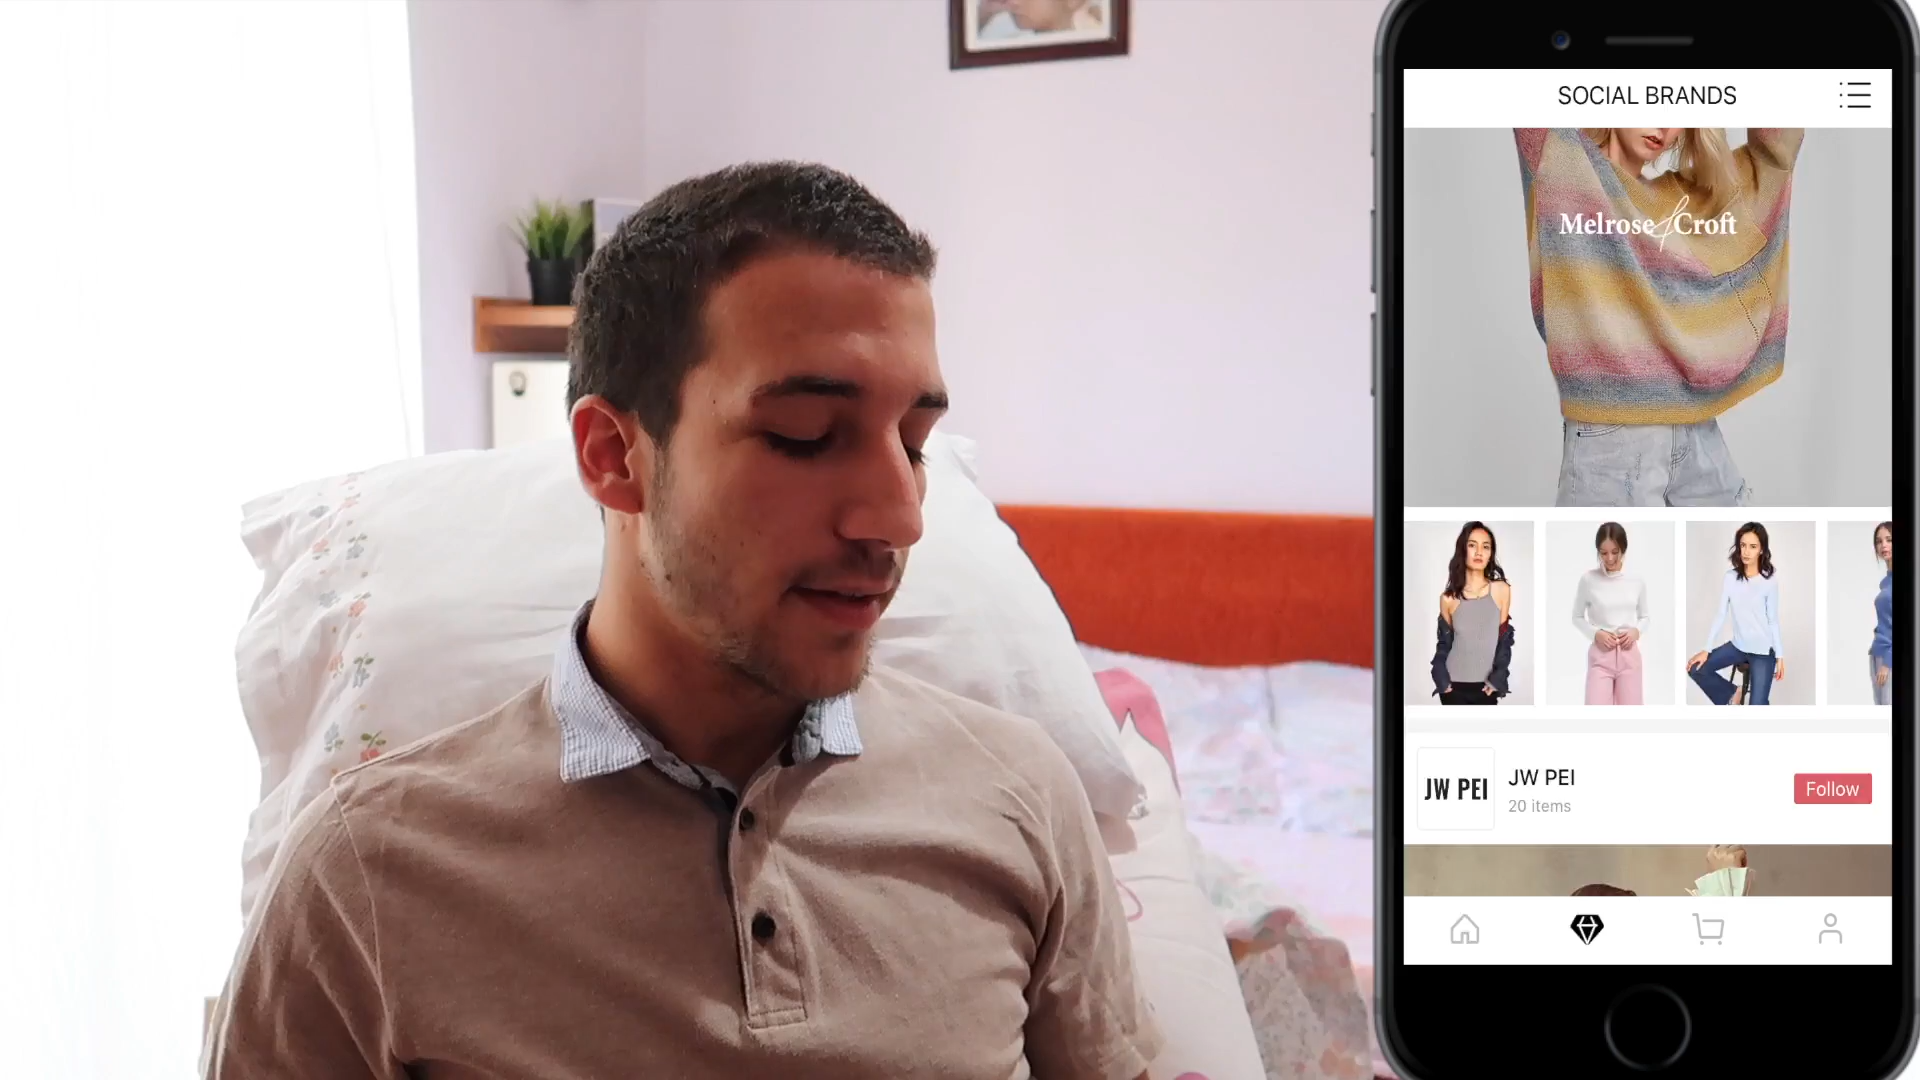 SOCIAL BRANDS
Melrose & Croft
JW PEI
JW PEI
20 items
Follow